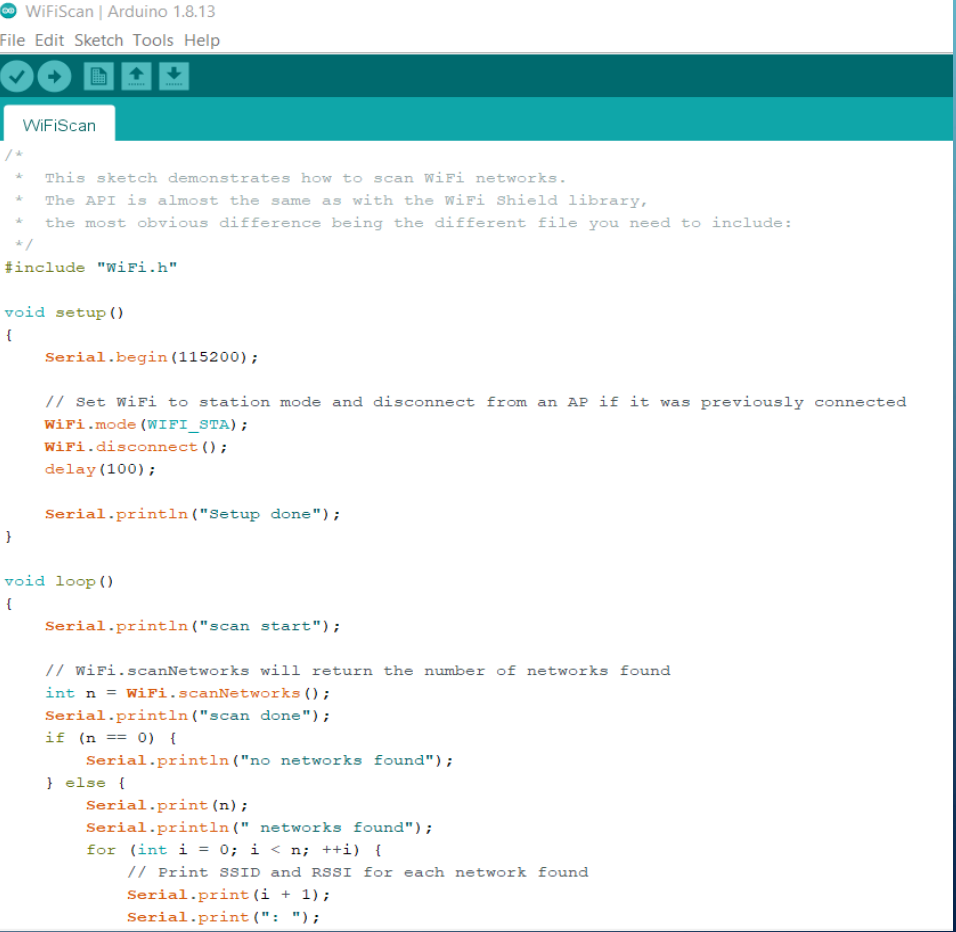 WiFiScan | Arduino 1.8.13
File Edit Sketch Tools Help
WiFiScan
/*
 *  This sketch demonstrates how to scan WiFi networks.
 *  The API is almost the same as with the WiFi Shield library,
 *  the most obvious difference being the different file you need to include:
 */
#include "WiFi.h"

void setup()
{
    Serial.begin(115200);

    // Set WiFi to station mode and disconnect from an AP if it was previously connected
    WiFi.mode(WIFI_STA);
    WiFi.disconnect();
    delay(100);

    Serial.println("Setup done");
}

void loop()
{
    Serial.println("scan start");

    // WiFi.scanNetworks will return the number of networks found
    int n = WiFi.scanNetworks();
    Serial.println("scan done");
    if (n == 0) {
        Serial.println("no networks found");
    } else {
        Serial.print(n);
        Serial.println(" networks found");
        for (int i = 0; i < n; ++i) {
            // Print SSID and RSSI for each network found
            Serial.print(i + 1);
            Serial.print(": ");